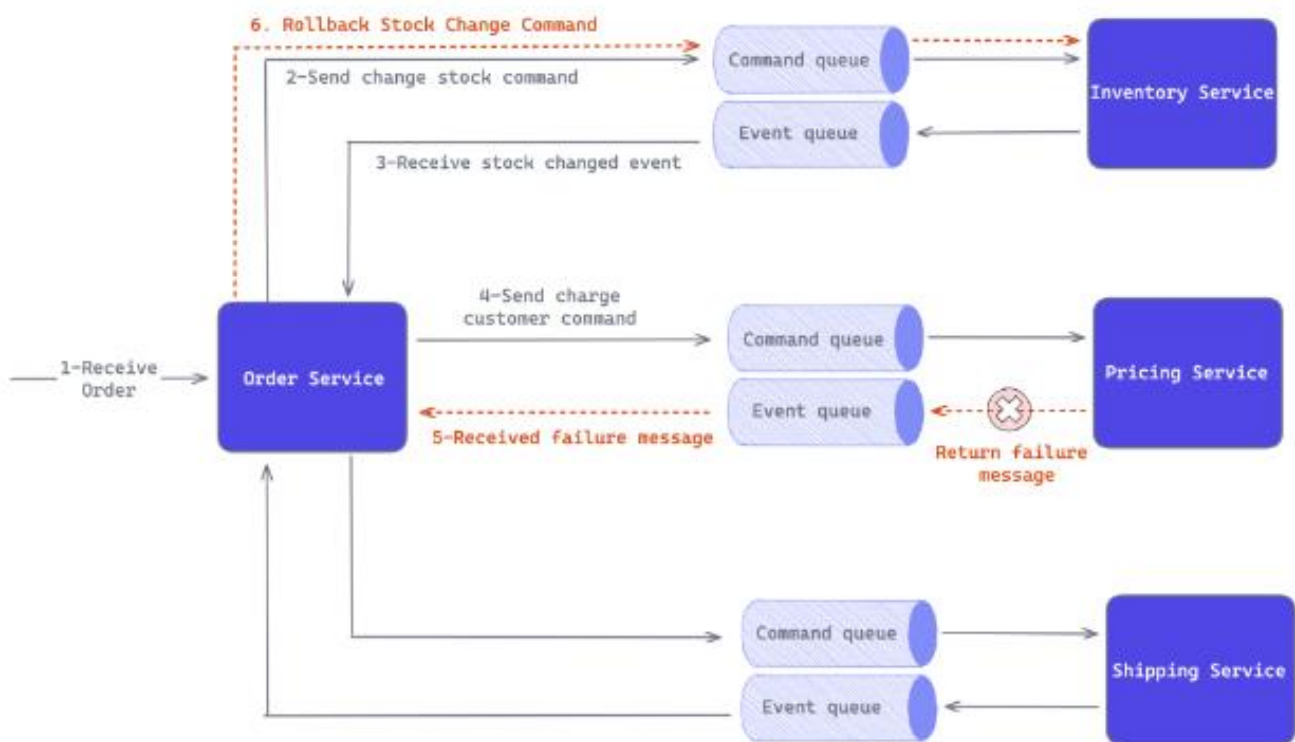 6. Rollback Stock Change Command
2-Send change stock command
Command queue
Inventory Service
Event queue
3-Receive stock changed event
4-Send charge
customer command
Command queue
1-Receive
Order
Order Service
Pricing Service
Event queue
5-Received failure message
Return failure
message
Command queue
Shipping Service
Event queue